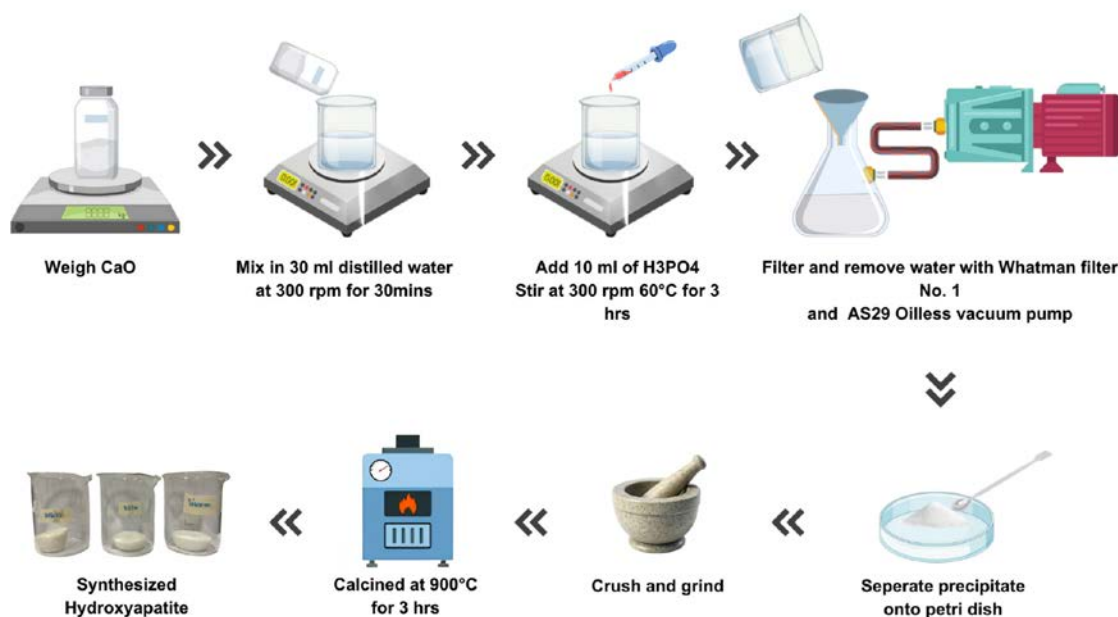 Weigh CaO
Mix in 30 ml distilled water
at 300 rpm for 30mins
Add 10 ml of H3PO4
Stir at 300 rpm 60°C for 3
hrs
Filter and remove water with Whatman filter
No. 1
and AS29 Oilless vacuum pump
Seperate precipitate
onto petri dish
Crush and grind
Calcined at 900°C
for 3 hrs
Synthesized
Hydroxyapatite